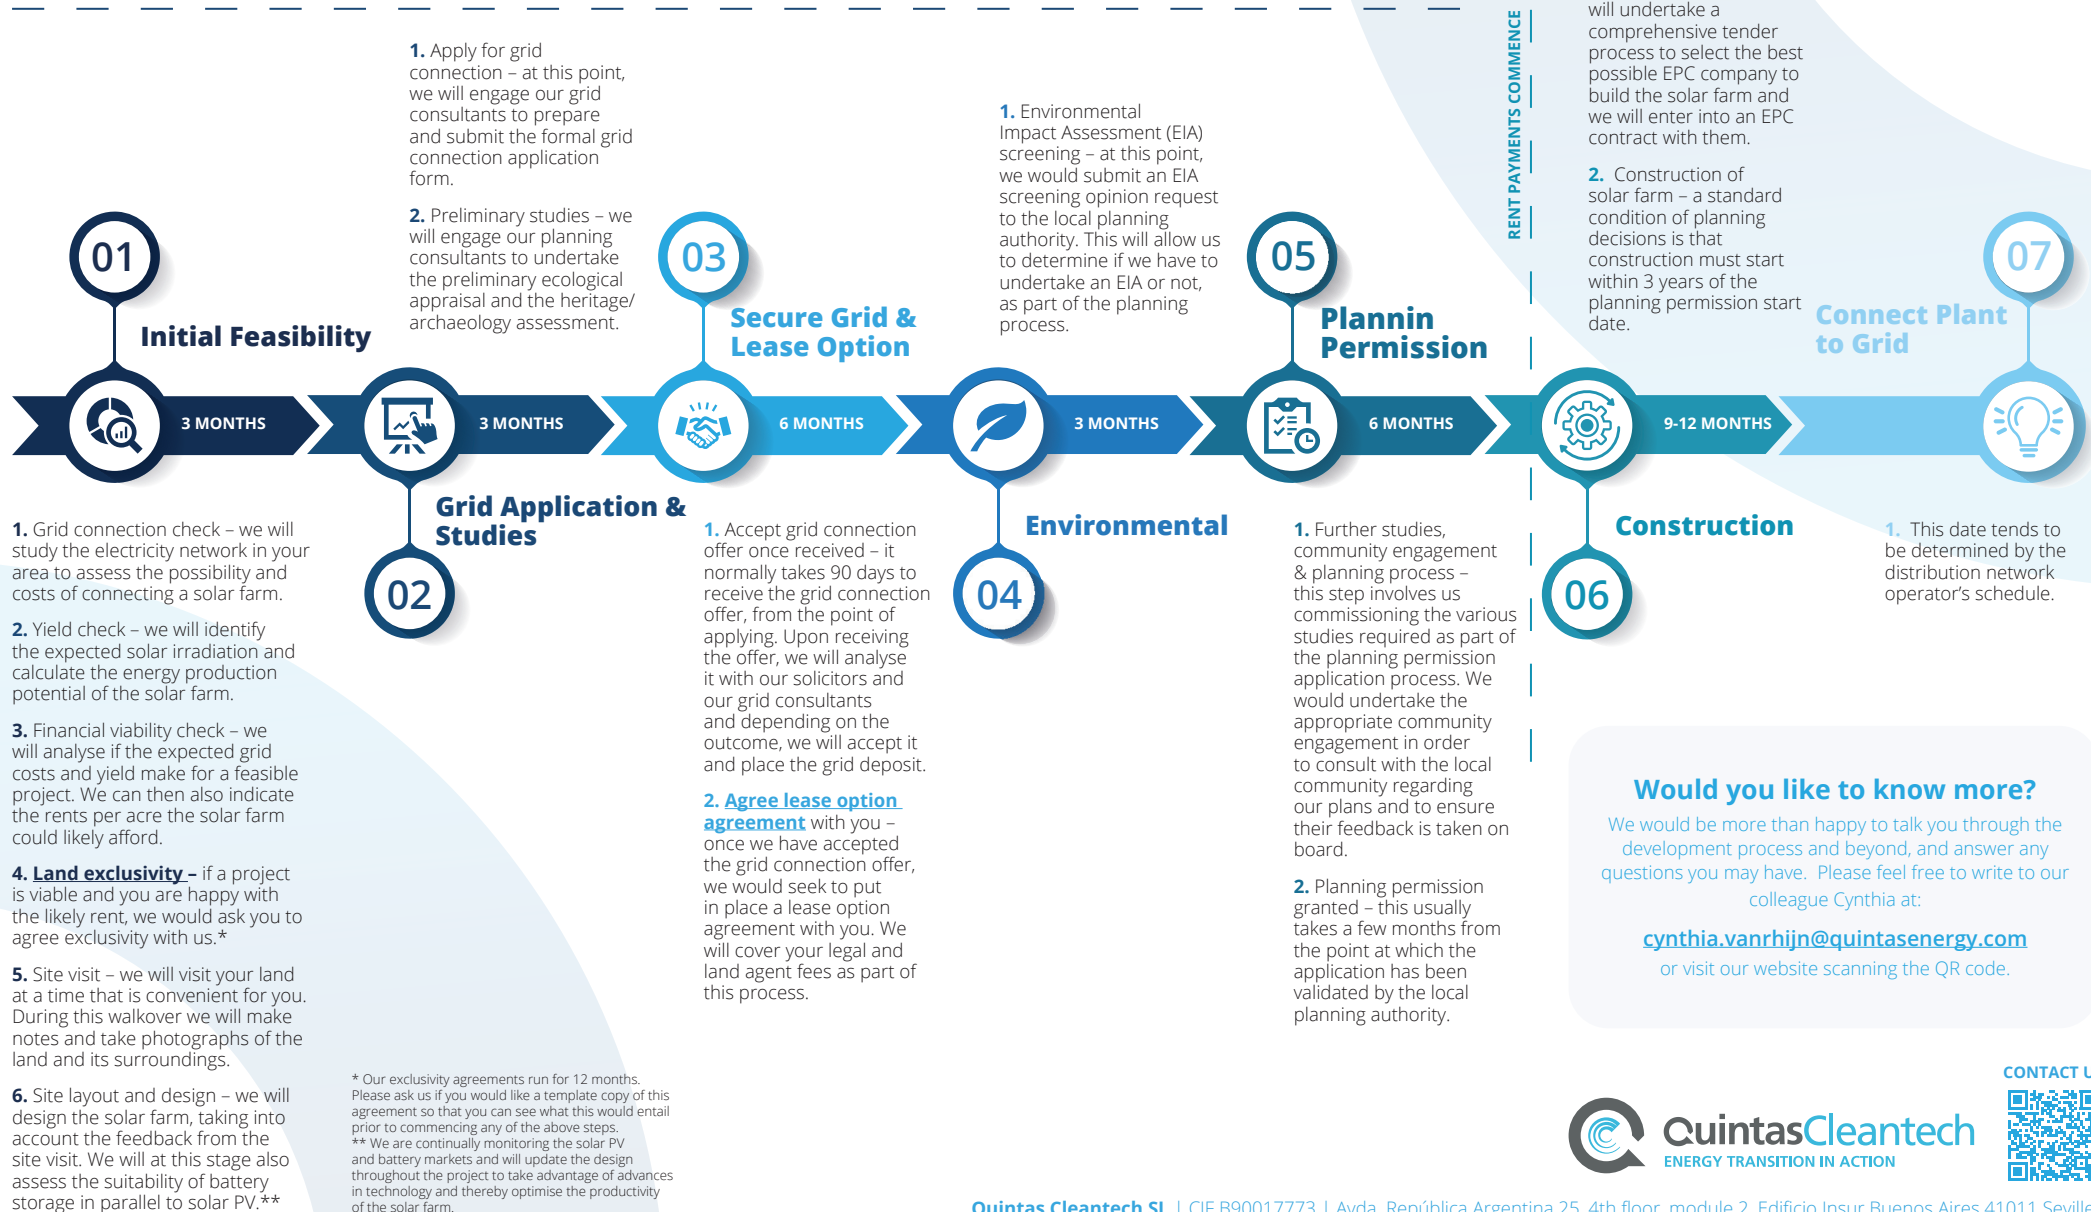 1. Apply for grid
connection – at this point,
we will engage our grid
consultants to prepare
and submit the formal grid
connection application
form.
2. Preliminary studies – we
will engage our planning
consultants to undertake
the preliminary ecological
appraisal and the heritage/
archaeology assessment.
1. Environmental
Impact Assessment (EIA)
screening – at this point,
we would submit an EIA
screening opinion request
to the local planning
authority. This will allow us
to determine if we have to
undertake an EIA or not,
as part of the planning
process.
RENT PAYMENTS COMMENCE
will undertake a
comprehensive tender
process to select the best
possible EPC company to
build the solar farm and
we will enter into an EPC
contract with them.
2. Construction of
solar farm – a standard
condition of planning
decisions is that
construction must start
within 3 years of the
planning permission start
date.
01
Initial Feasibility
03
Secure Grid &
Lease Option
05
Plannin
Permission
07
Connect Plant
to Grid
3 MONTHS
3 MONTHS
6 MONTHS
3 MONTHS
6 MONTHS
9-12 MONTHS
Grid Application &
Studies
02
Environmental
04
Construction
06
1. Grid connection check – we will
study the electricity network in your
area to assess the possibility and
costs of connecting a solar farm.
2. Yield check – we will identify
the expected solar irradiation and
calculate the energy production
potential of the solar farm.
3. Financial viability check – we
will analyse if the expected grid
costs and yield make for a feasible
project. We can then also indicate
the rents per acre the solar farm
could likely afford.
4. Land exclusivity – if a project
is viable and you are happy with
the likely rent, we would ask you to
agree exclusivity with us.*
5. Site visit – we will visit your land
at a time that is convenient for you.
During this walkover we will make
notes and take photographs of the
land and its surroundings.
6. Site layout and design – we will
design the solar farm, taking into
account the feedback from the
site visit. We will at this stage also
assess the suitability of battery
storage in parallel to solar PV.**
* Our exclusivity agreements run for 12 months.
Please ask us if you would like a template copy of this
agreement so that you can see what this would entail
prior to commencing any of the above steps.
** We are continually monitoring the solar PV
and battery markets and will update the design
throughout the project to take advantage of advances
in technology and thereby optimise the productivity
of the solar farm.
1. Accept grid connection
offer once received – it
normally takes 90 days to
receive the grid connection
offer, from the point of
applying. Upon receiving
the offer, we will analyse
it with our solicitors and
our grid consultants
and depending on the
outcome, we will accept it
and place the grid deposit.
2. Agree lease option
agreement with you –
once we have accepted
the grid connection offer,
we would seek to put
in place a lease option
agreement with you. We
will cover your legal and
land agent fees as part of
this process.
1. Further studies,
community engagement
& planning process –
this step involves us
commissioning the various
studies required as part of
the planning permission
application process. We
would undertake the
appropriate community
engagement in order
to consult with the local
community regarding
our plans and to ensure
their feedback is taken on
board.
2. Planning permission
granted – this usually
takes a few months from
the point at which the
application has been
validated by the local
planning authority.
1. This date tends to
be determined by the
distribution network
operator’s schedule.
Would you like to know more?
We would be more than happy to talk you through the
development process and beyond, and answer any
questions you may have. Please feel free to write to our
colleague Cynthia at:
cynthia.vanrhijn@quintasenergy.com
or visit our website scanning the QR code.
CONTACT U
QuintasCleantech
ENERGY TRANSITION IN ACTION
Quintas Cleantech SL | CIF B90017773 | Avda. República Argentina 25, 4th floor, module 2, Edificio Insur Buenos Aires 41011 Seville